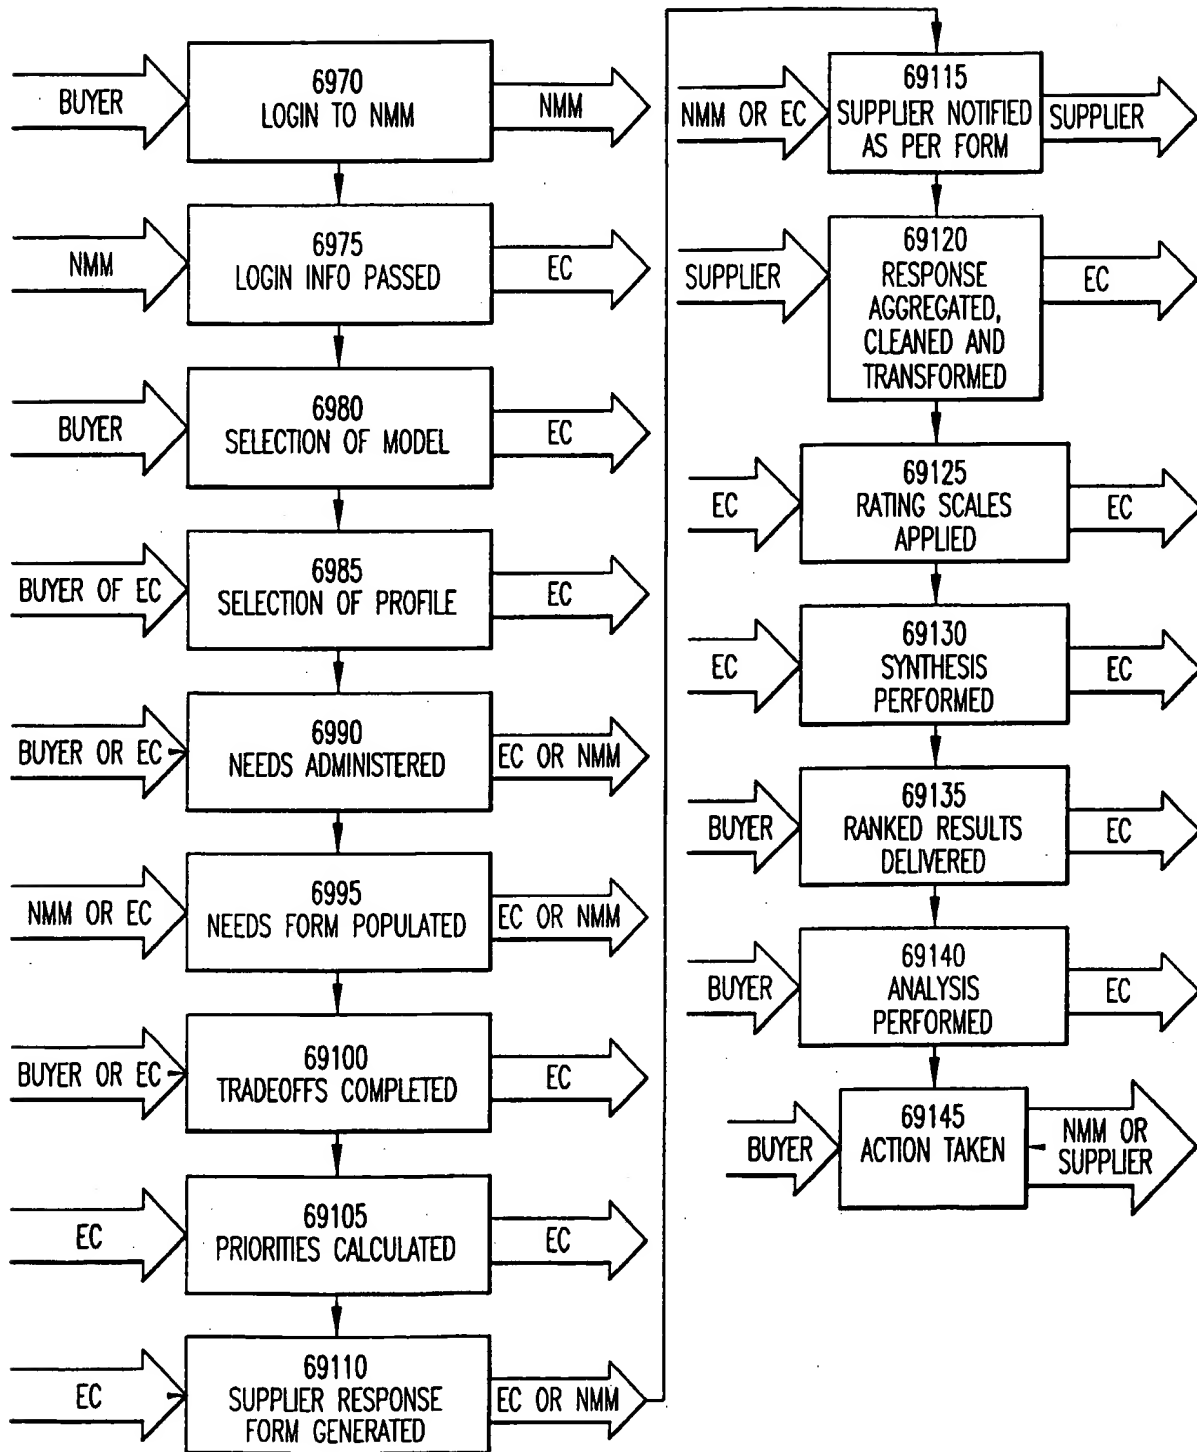 BUYER
6970
LOGIN TO NMM
NMM
NMM
6975
LOGIN INFO PASSED
EC
BUYER
6980
SELECTION OF MODEL
EC
BUYER OF EC
6985
SELECTION OF PROFILE
EC
BUYER OR EC
6990
NEEDS ADMINISTERED
EC OR NMM
NMM OR EC
6995
NEEDS FORM POPULATED
EC OR NMM
BUYER OR EC
69100
TRADEOFFS COMPLETED
EC
EC
69105
PRIORITIES CALCULATED
EC
EC
69110
SUPPLIER RESPONSE
FORM GENERATED
EC OR NMM
NMM OR EC
69115
SUPPLIER NOTIFIED
AS PER FORM
SUPPLIER
SUPPLIER
69120
RESPONSE
AGGREGATED,
CLEANED AND
TRANSFORMED
EC
EC
69125
RATING SCALES
APPLIED
EC
EC
69130
SYNTHESIS
PERFORMED
EC
BUYER
69135
RANKED RESULTS
DELIVERED
EC
BUYER
69140
ANALYSIS
PERFORMED
EC
BUYER
69145
ACTION TAKEN
NMM OR
SUPPLIER